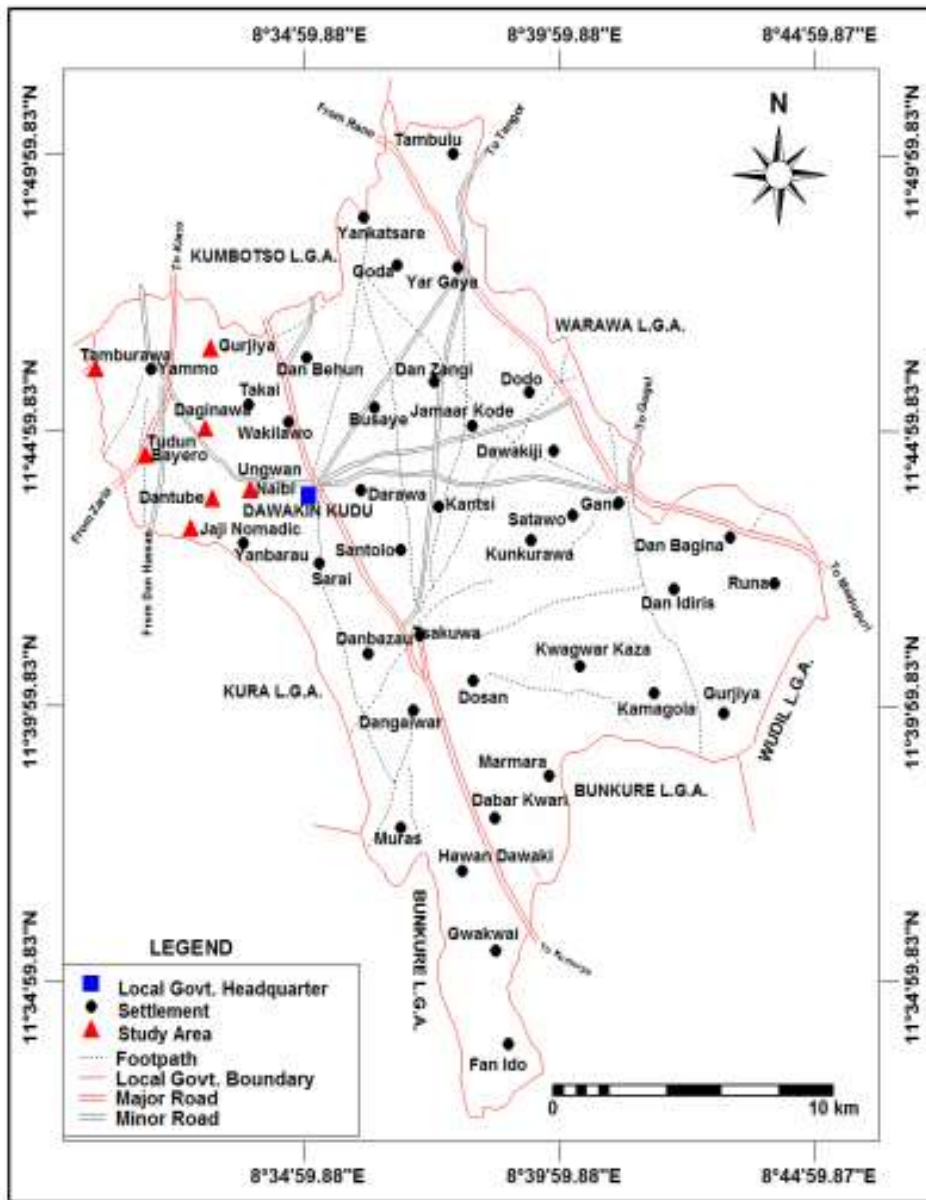 8°34'59.88"E 8°39'59.88"E 8°44'59.87"E
11°49'59.83"N
11°44'59.83"N
11°39'59.83"N
11°34'59.83"N
11°49'59.83"N
11°44'59.83"N
11°39'59.83"N
11°34'59.83"N
N
From Rano
Tambulu
Yankatsare
KUMBOTSO L.G.A.
Goda
Yar Gaya
WARAWA L.G.A.
Tamburawa
Yammo
Gurjiya
Dan Behun
Dan Zangi
Dodo
Takai
Daginawa
Wakilawo
Busaye
Jamaar Kode
Tudun
Bayero
Dawakiji
Ungwan
Naibi
Dantube
DAWAKIN KUDU
Darawa
Kantsi
Satawo
Gano
Jaji Nomadic
Yanbarau
Santolo
Kunkurawa
Dan Bagina
Sarai
Dan Idiris
Runa
From Zaria
From Dan Hassan
To Maiduguri
Danbazau
Tsakuwa
Kwagwar Kaza
KURA L.G.A.
Dosan
Kamagola
Gurjiya
WUDIL L.G.A.
Dangaiwar
Marmara
BUNKURE L.G.A.
Dabar Kwari
Muras
Hawan Dawaki
BUNKURE L.G.A.
Gwakwai
Fan Ido
LEGEND
Local Govt. Headquarter
Settlement
Study Area
Footpath
Local Govt. Boundary
Major Road
Minor Road
0 10 km
8°34'59.88"E 8°39'59.88"E 8°44'59.87"E